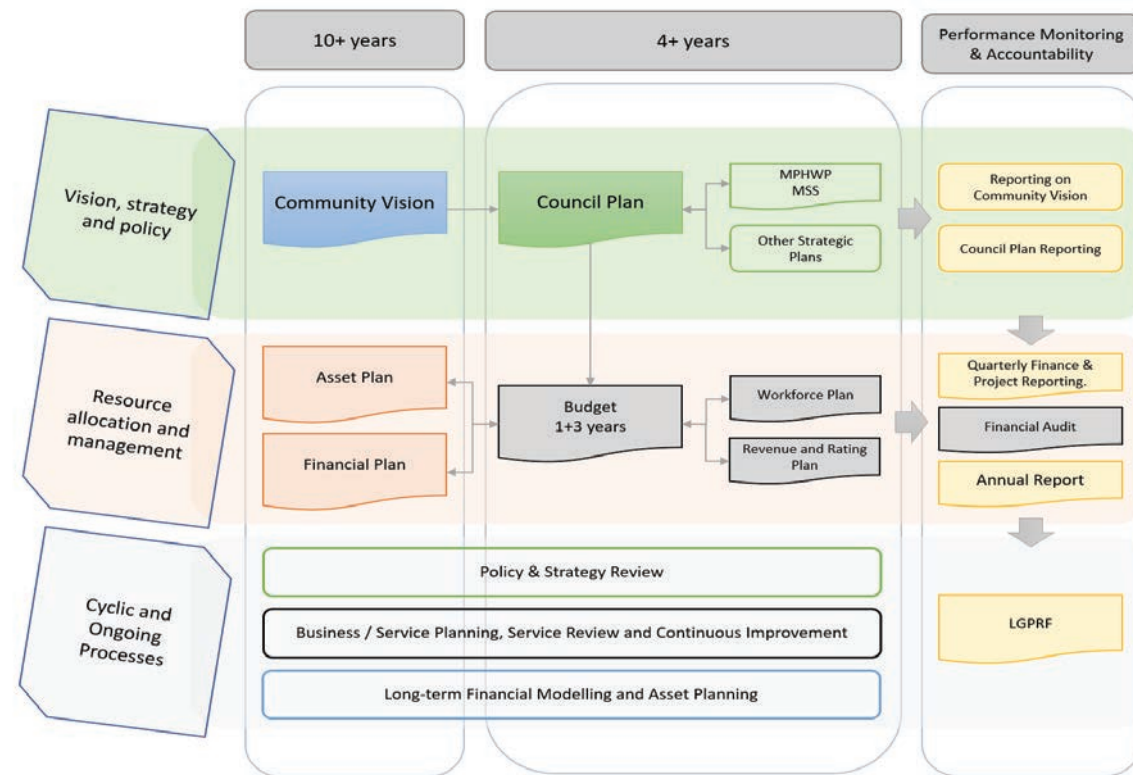 10+ years
4+ years
Performance Monitoring
& Accountability
Vision, strategy
and policy
Community Vision
Council Plan
MPHWP
MSS
Other Strategic
Plans
Reporting on
Community Vision
Council Plan Reporting
Resource
allocation and
management
Asset Plan
Financial Plan
Budget
1+3 years
Workforce Plan
Revenue and Rating
Plan
Quarterly Finance &
Project Reporting.
Financial Audit
Annual Report
Cyclic and
Ongoing
Processes
Policy & Strategy Review
Business / Service Planning, Service Review and Continuous Improvement
Long-term Financial Modelling and Asset Planning
LGPRF